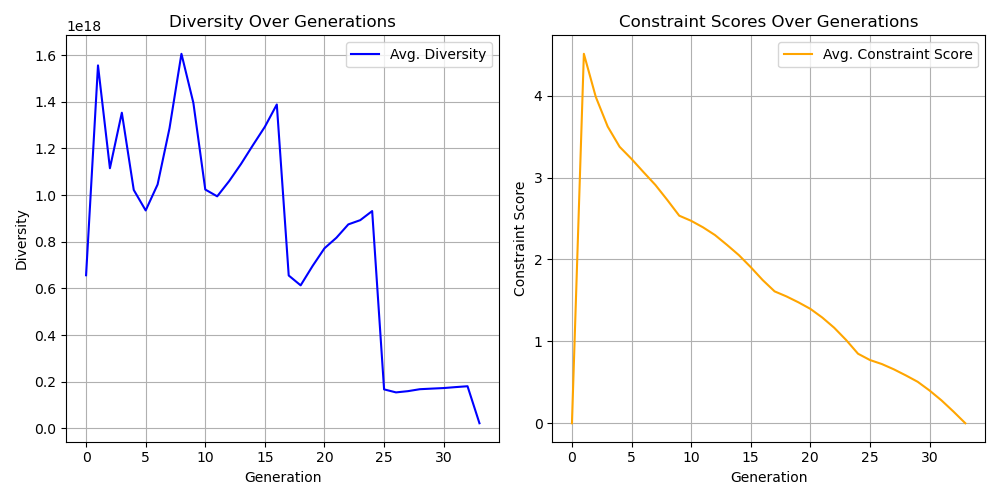 Diversity Over Generations
1e18
Avg. Diversity
1.6
1.4
1.2
1.0
0.8
0.6
0.4
0.2
0.0
Diversity
0 5 10 15 20 25 30
Generation
Constraint Scores Over Generations
Avg. Constraint Score
4
3
2
1
0
Constraint Score
0 5 10 15 20 25 30
Generation